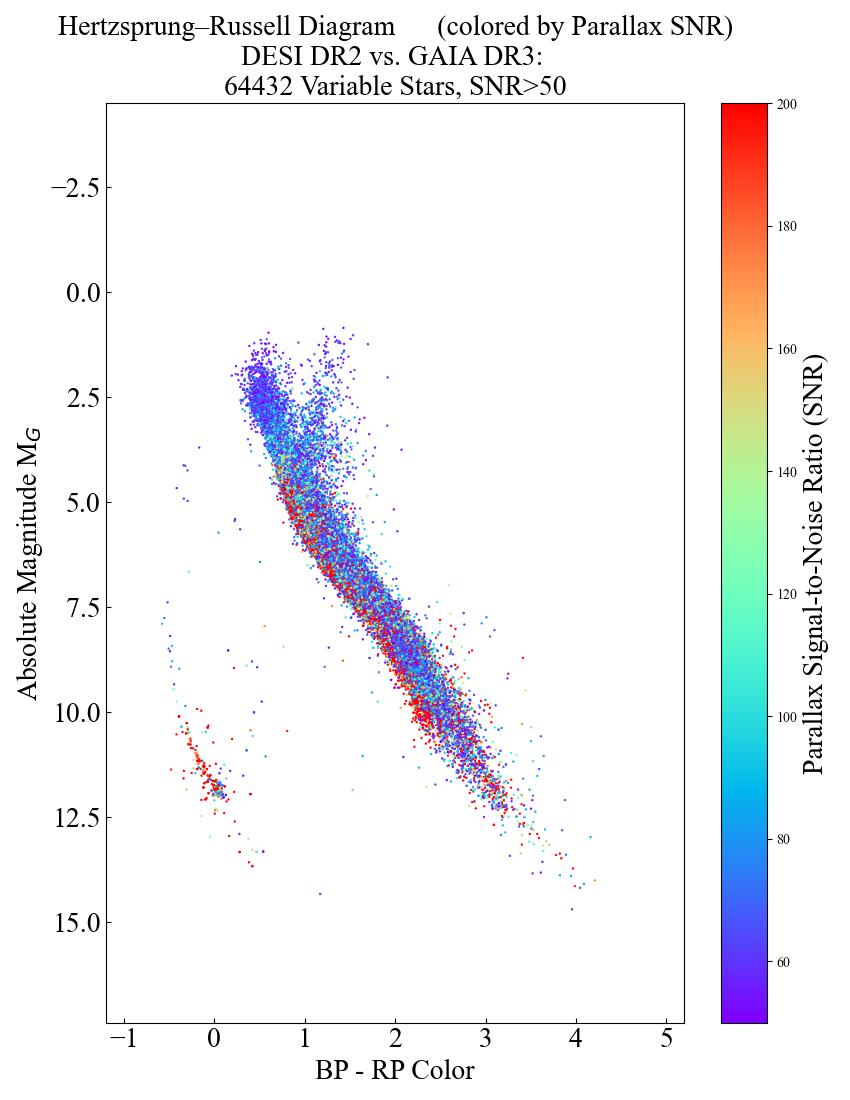 Hertzsprung–Russell Diagram (colored by Parallax SNR)
DESI DR2 vs. GAIA DR3:
64432 Variable Stars, SNR>50
Absolute Magnitude M_G
−2.5
0.0
2.5
5.0
7.5
10.0
12.5
15.0
−1 0 1 2 3 4 5
BP - RP Color
200
180
160
140
120
100
80
60
Parallax Signal-to-Noise Ratio (SNR)